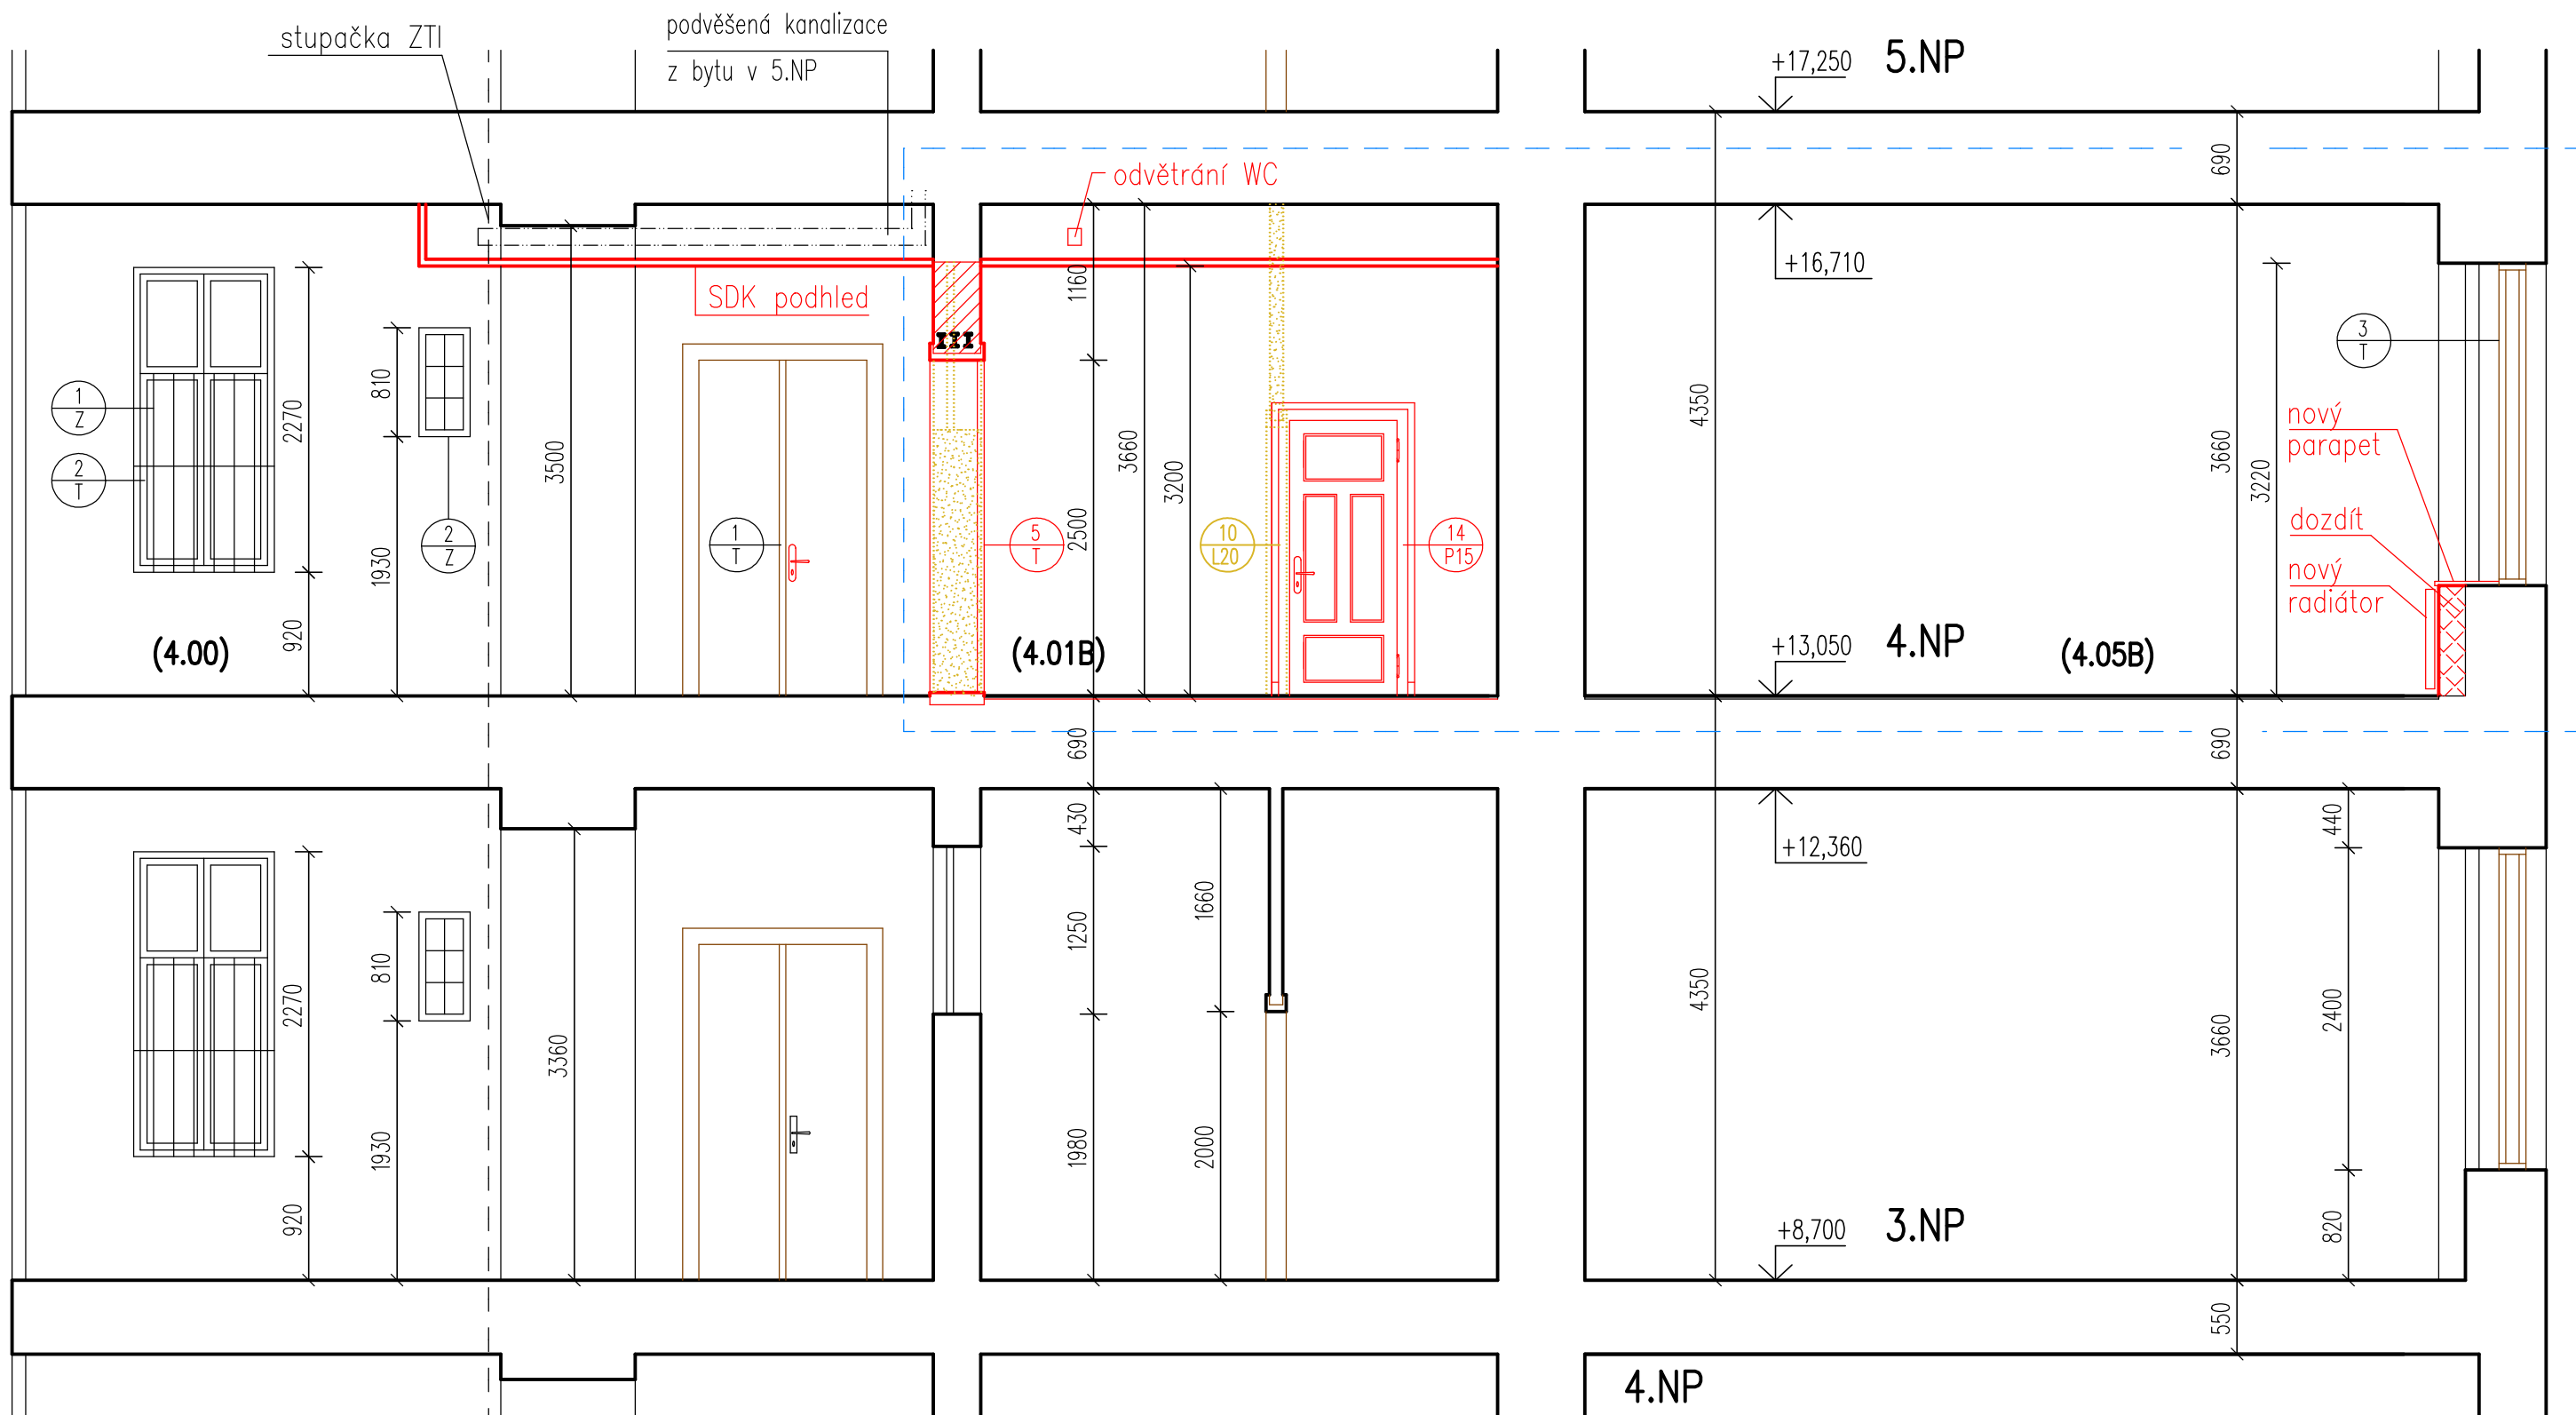 stupačka ZTI
podvěšená kanalizace
z bytu v 5.NP
+17,250
5.NP
690
odvětrání WC
+16,710
SDK podhled
III
1160
2270
810
3500
3660
3200
2500
4350
3660
3220
1
Z
2
T
2
Z
1
T
5
T
10
L20
14
P15
3
T
nový
parapet
dozdít
nový
radiátor
1930
920
(4.00)
(4.01B)
+13,050
4.NP
(4.05B)
690
690
430
1660
+12,360
440
2270
810
3360
1250
4350
3660
2400
1930
920
1980
2000
+8,700
3.NP
820
550
4.NP